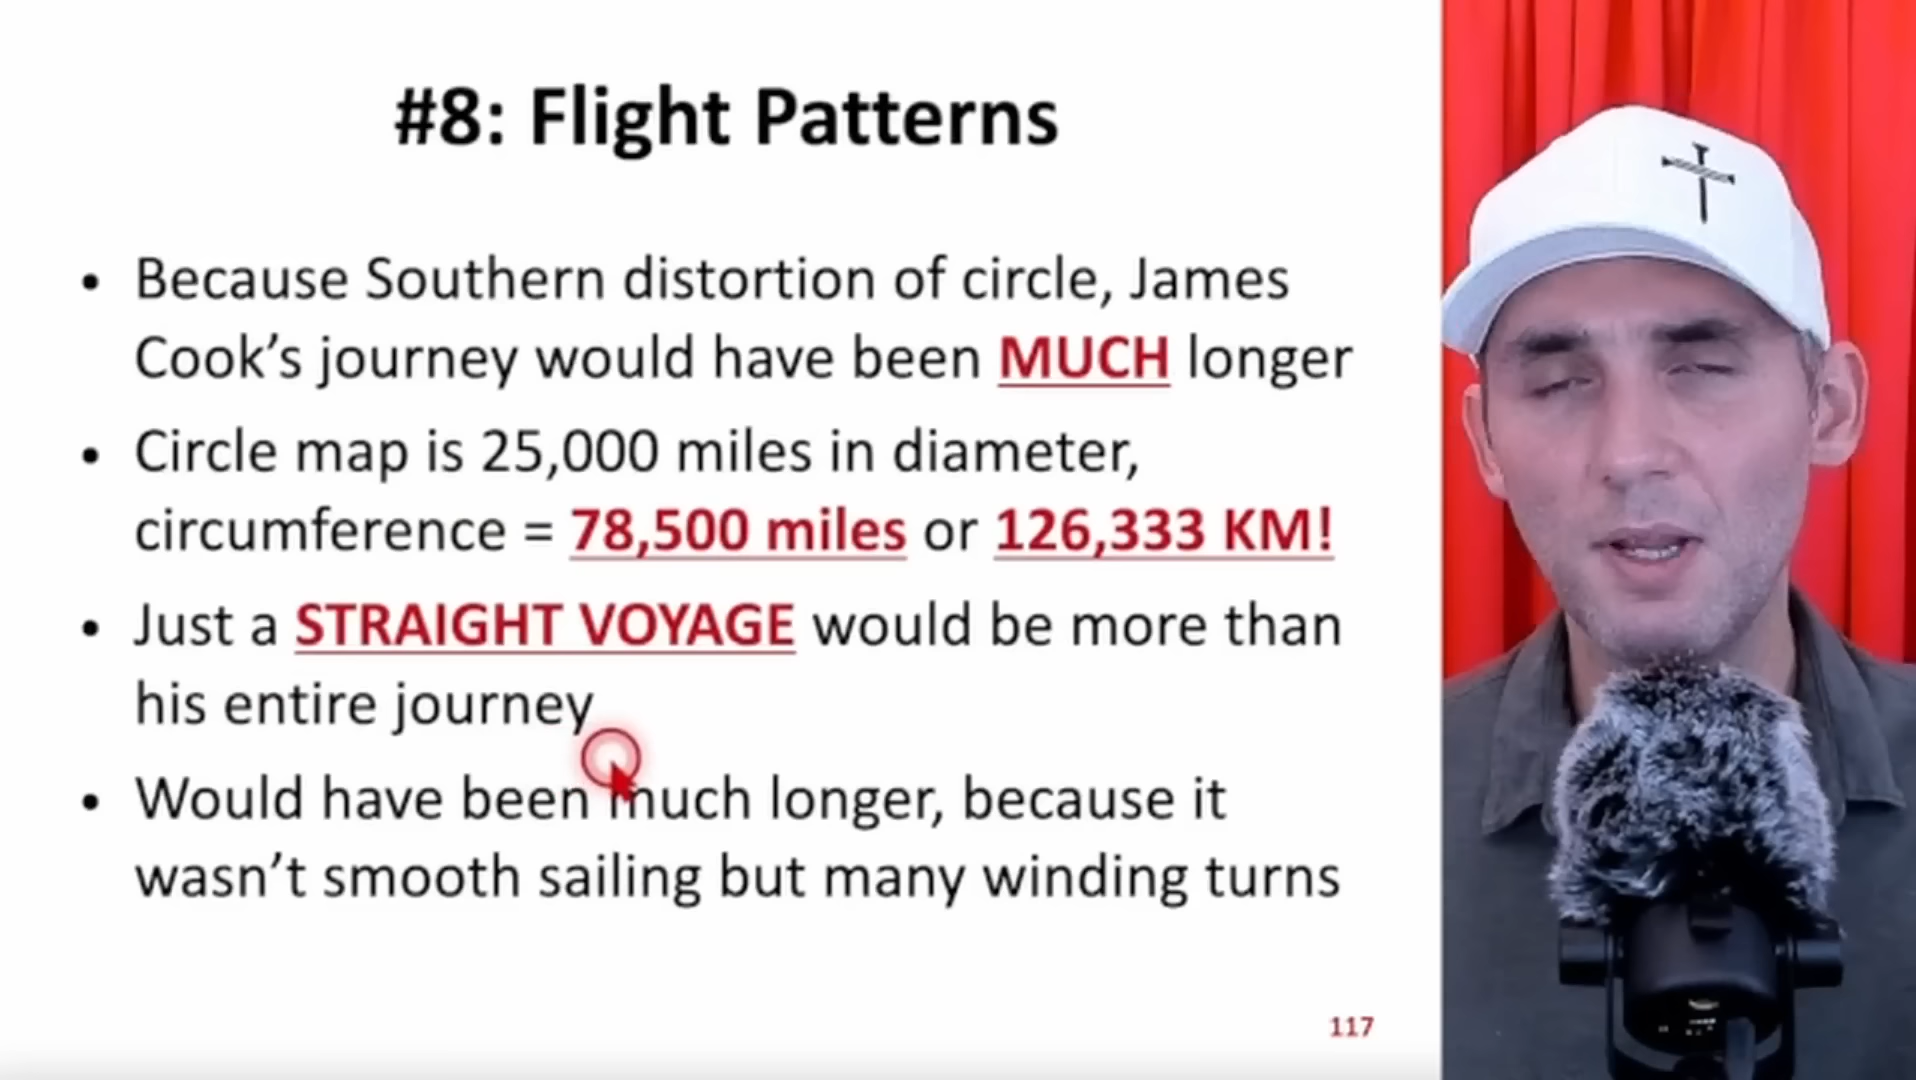 #8: Flight Patterns
• Because Southern distortion of circle, James
Cook’s journey would have been MUCH longer
• Circle map is 25,000 miles in diameter,
circumference = 78,500 miles or 126,333 KM!
• Just a STRAIGHT VOYAGE would be more than
his entire journey
• Would have been much longer, because it
wasn’t smooth sailing but many winding turns
117